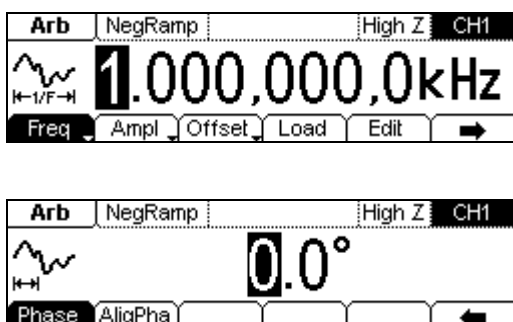 Arb NegRamp High Z CH1
1.000,000,0kHz
1/F
Freq Ampl Offset Load Edit
Arb NegRamp High Z CH1
0.0°
Phase AligPha